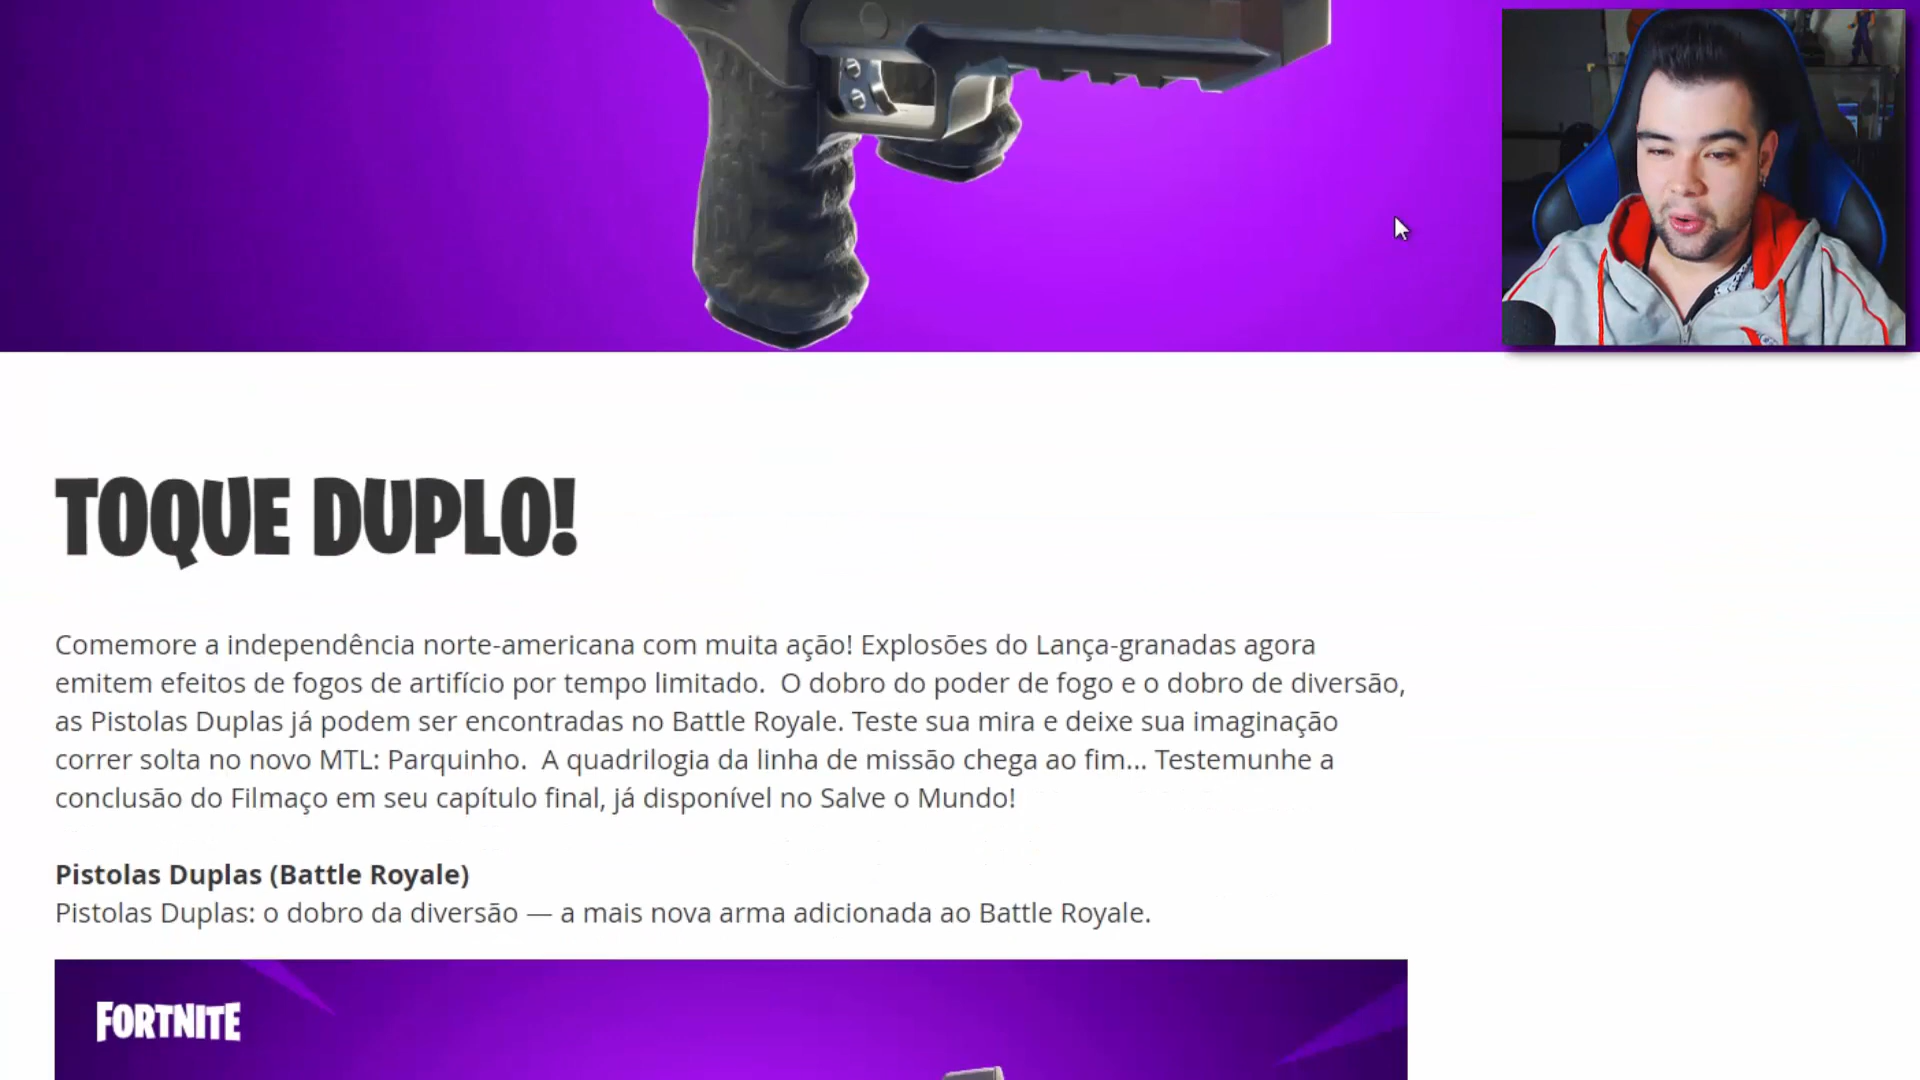 TOQUE DUPLO!
Comemore a independência norte-americana com muita ação! Explosões do Lança-granadas agora
emitem efeitos de fogos de artifício por tempo limitado.  O dobro do poder de fogo e o dobro de diversão,
as Pistolas Duplas já podem ser encontradas no Battle Royale. Teste sua mira e deixe sua imaginação
correr solta no novo MTL: Parquinho.  A quadrilogia da linha de missão chega ao fim... Testemunhe a
conclusão do Filmaço em seu capítulo final, já disponível no Salve o Mundo!
Pistolas Duplas (Battle Royale)
Pistolas Duplas: o dobro da diversão — a mais nova arma adicionada ao Battle Royale.
FORTNITE